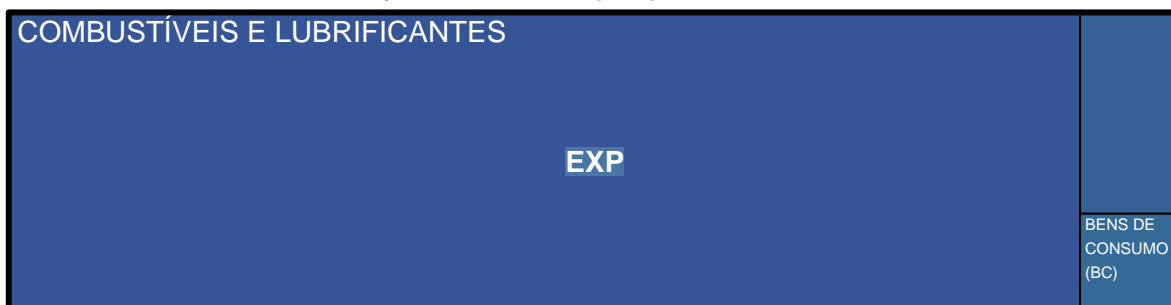 COMBUSTÍVEIS E LUBRIFICANTES
EXP
BENS DE
CONSUMO
(BC)